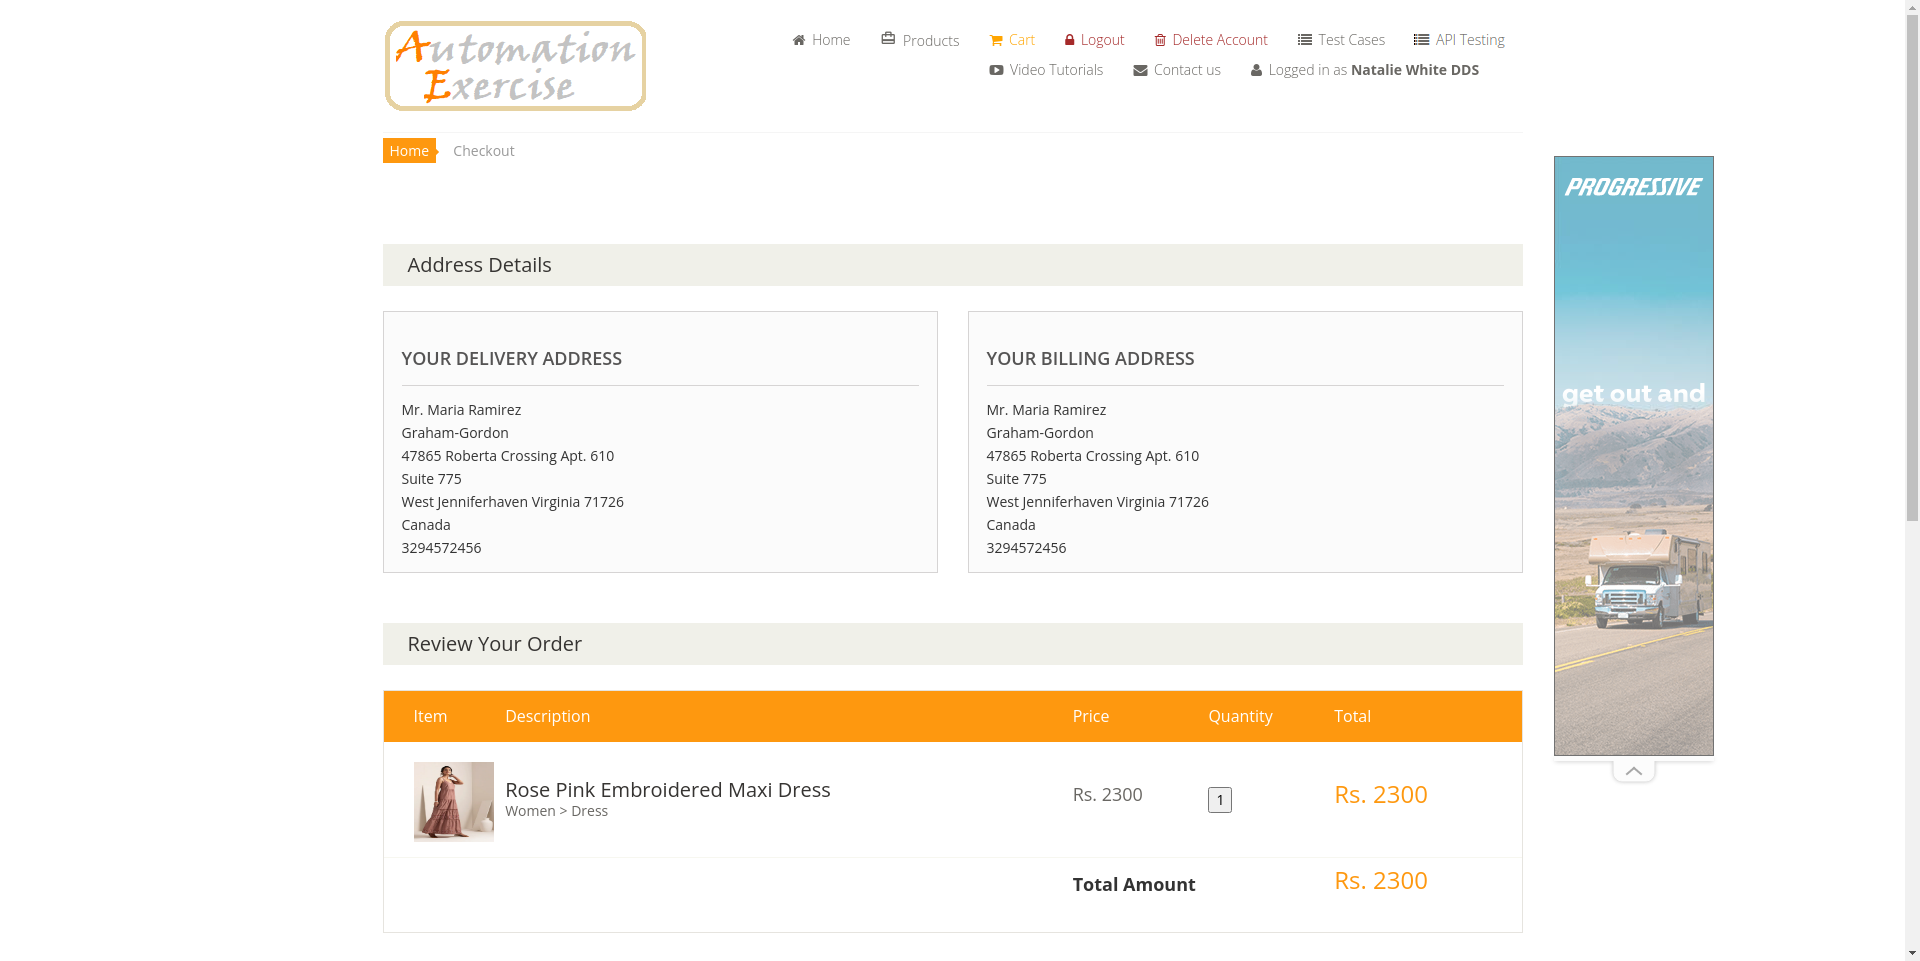 Automation
Exercise
Home
Products
Cart
Logout
Delete Account
Test Cases
API Testing
Video Tutorials
Contact us
Logged in as Natalie White DDS
Home
Checkout
Address Details
YOUR DELIVERY ADDRESS
Mr. Maria Ramirez
Graham-Gordon
47865 Roberta Crossing Apt. 610
Suite 775
West Jenniferhaven Virginia 71726
Canada
3294572456
YOUR BILLING ADDRESS
Mr. Maria Ramirez
Graham-Gordon
47865 Roberta Crossing Apt. 610
Suite 775
West Jenniferhaven Virginia 71726
Canada
3294572456
PROGRESSIVE
get out and
Review Your Order
Item Description Price Quantity Total
Rose Pink Embroidered Maxi Dress
Women > Dress
Rs. 2300
1
Rs. 2300
Total Amount
Rs. 2300